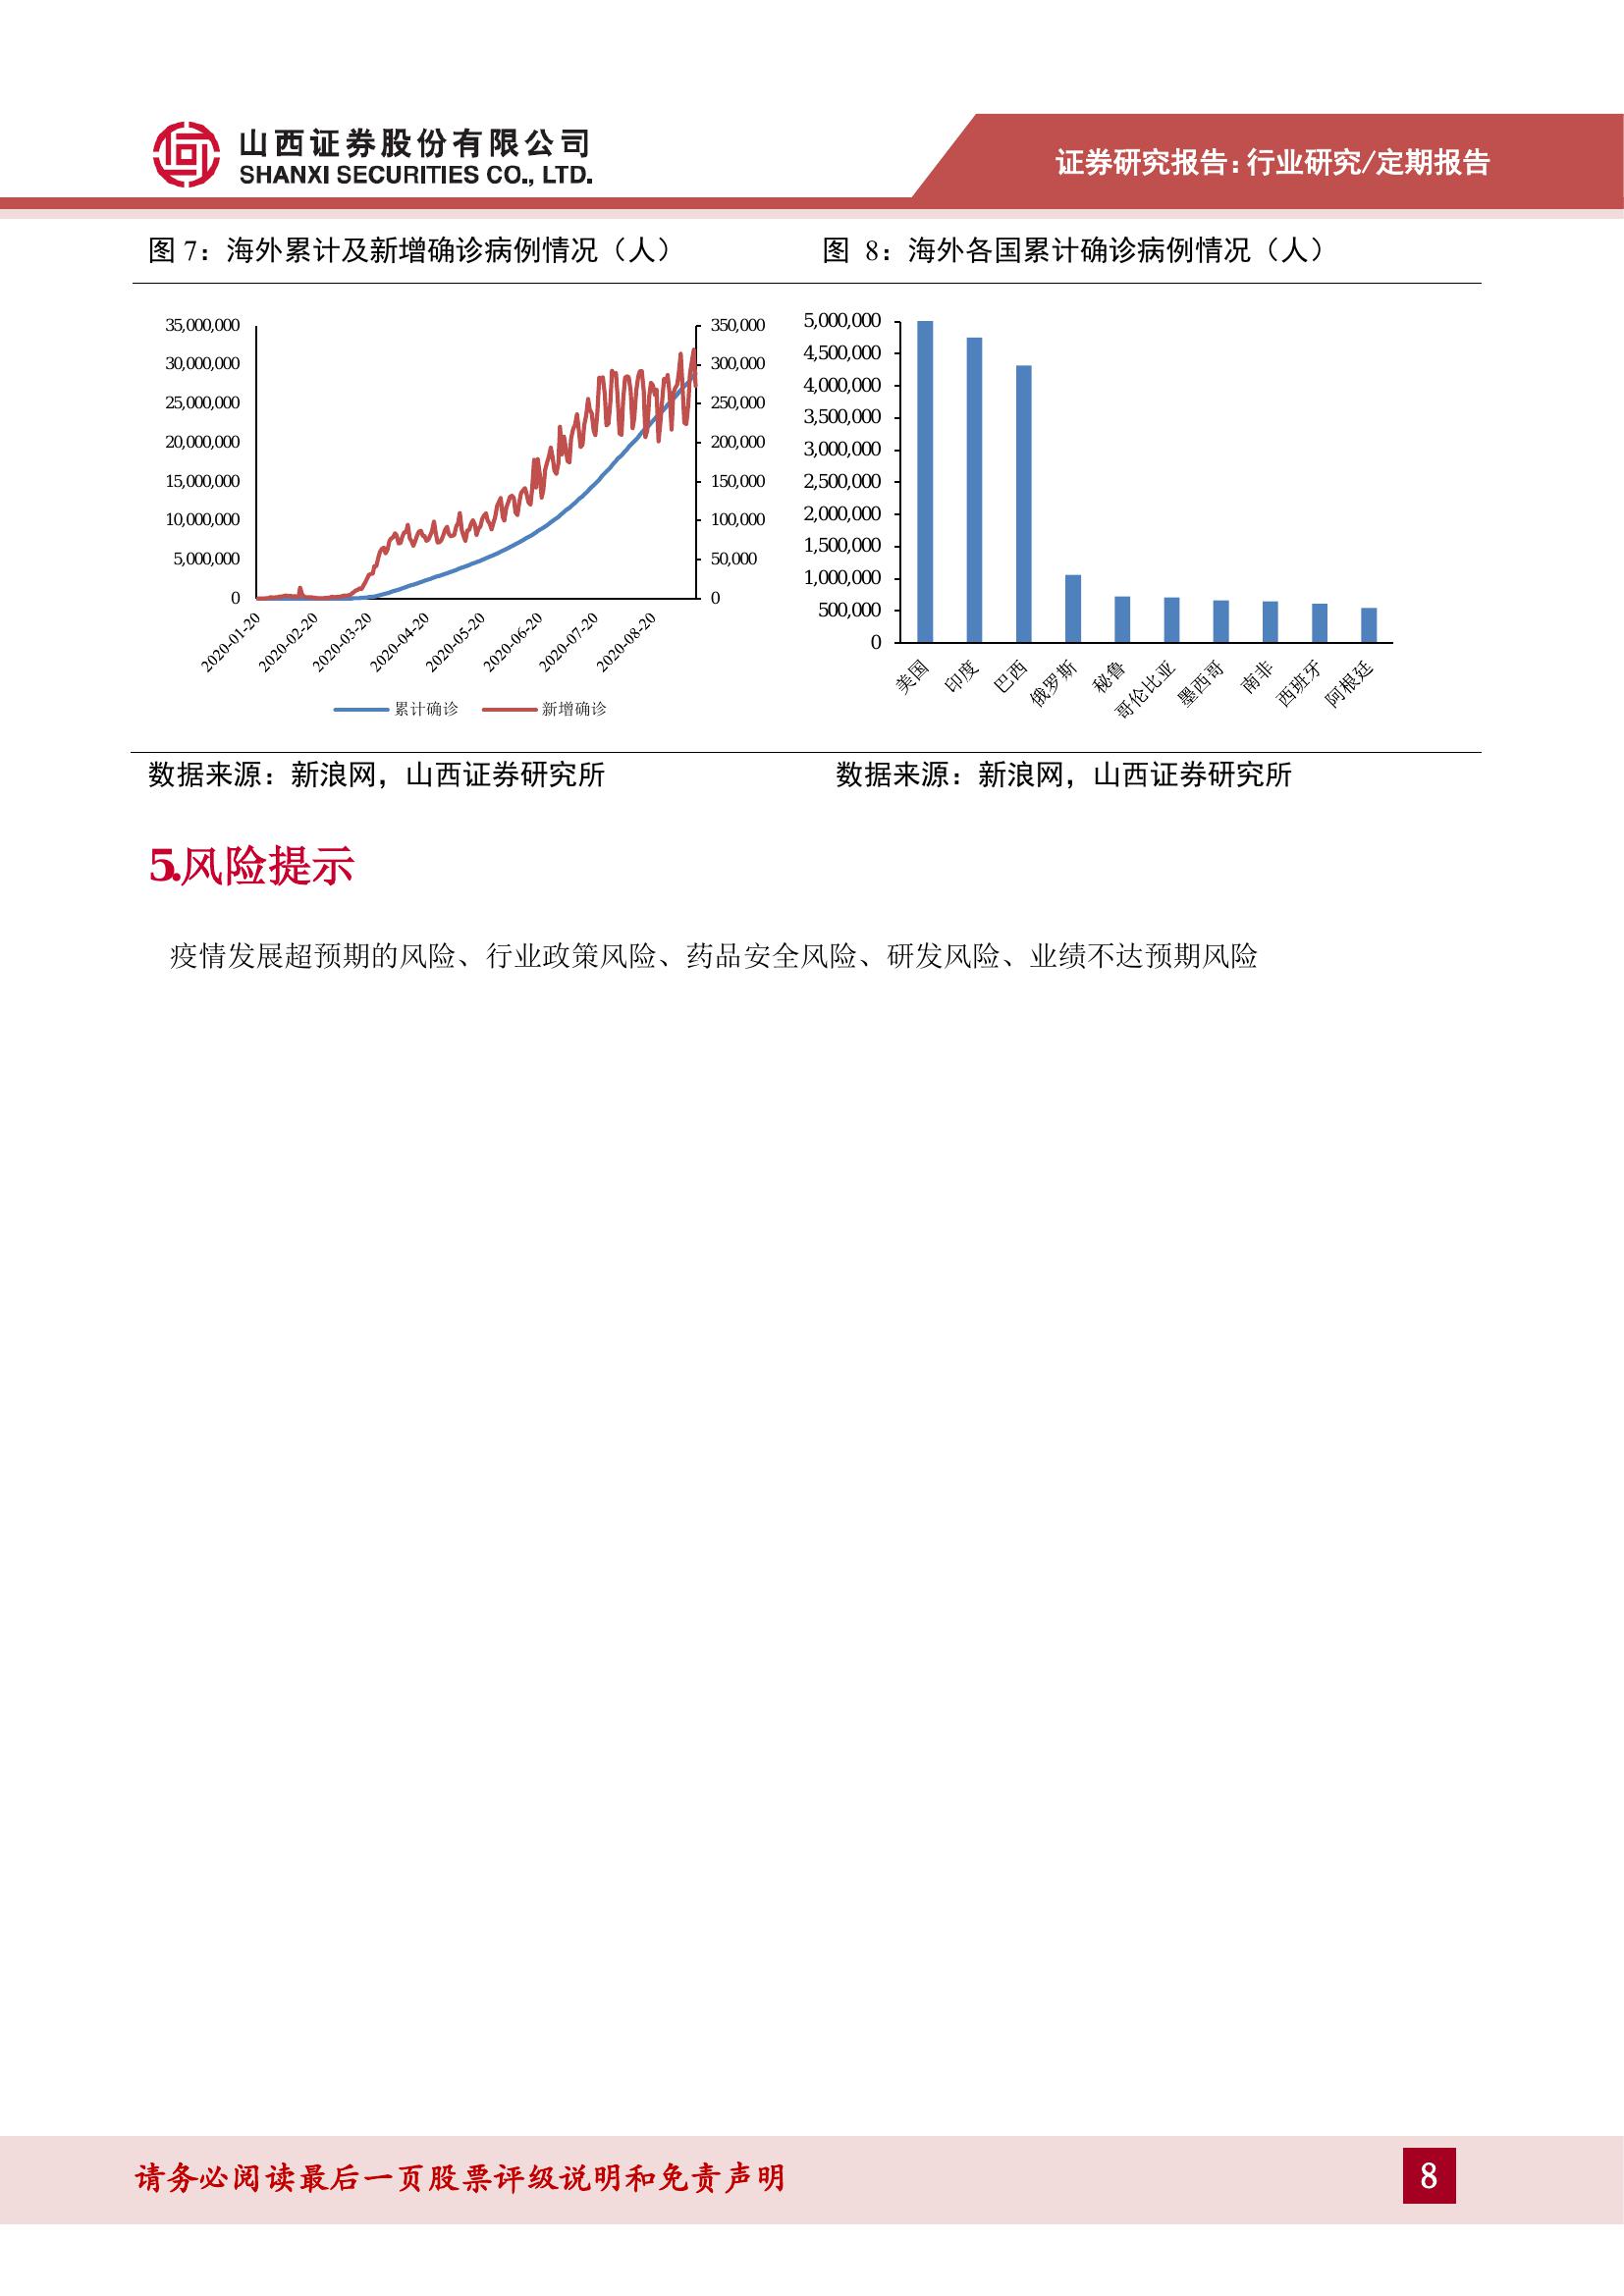 山西证券股份有限公司
SHANXI SECURITIES CO., LTD.
证券研究报告：行业研究/定期报告
图 7：海外累计及新增确诊病例情况（人）
图 8：海外各国累计确诊病例情况（人）
35,000,000
30,000,000
25,000,000
20,000,000
15,000,000
10,000,000
5,000,000
0
350,000
300,000
250,000
200,000
150,000
100,000
50,000
0
2020-01-20
2020-02-20
2020-03-20
2020-04-20
2020-05-20
2020-06-20
2020-07-20
2020-08-20
累计确诊
新增确诊
5,000,000
4,500,000
4,000,000
3,500,000
3,000,000
2,500,000
2,000,000
1,500,000
1,000,000
500,000
0
美国
印度
巴西
俄罗斯
秘鲁
哥伦比亚
墨西哥
南非
西班牙
阿根廷
数据来源：新浪网，山西证券研究所
数据来源：新浪网，山西证券研究所
5.风险提示
疫情发展超预期的风险、行业政策风险、药品安全风险、研发风险、业绩不达预期风险
请务必阅读最后一页股票评级说明和免责声明
8